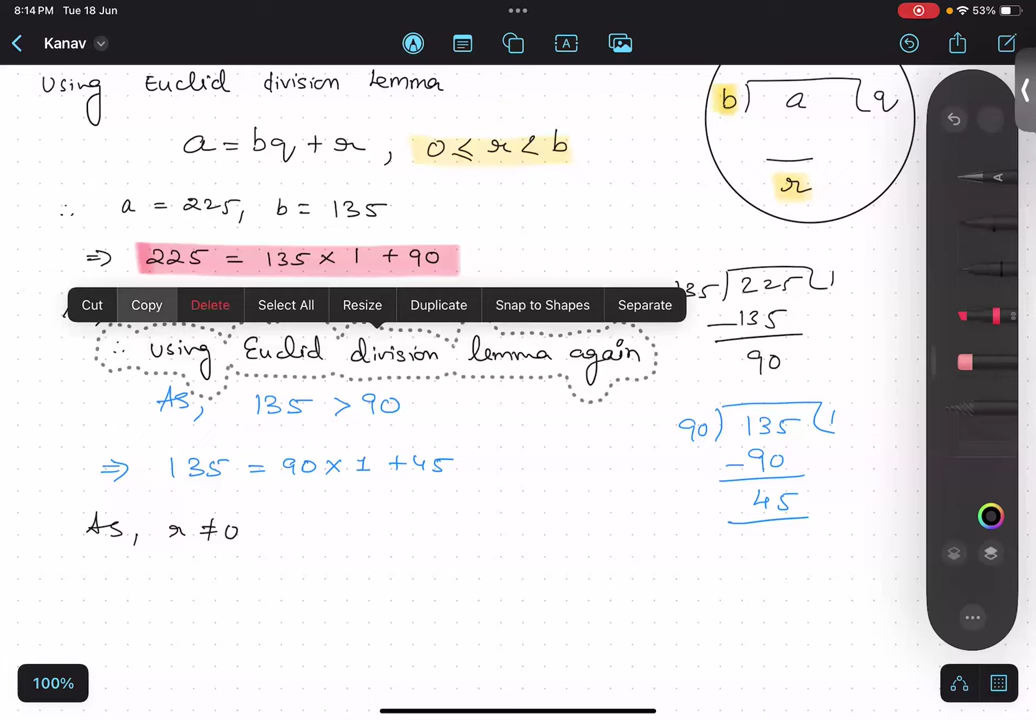 8:14 PM Tue 18 Jun
53%
Kanav
Using Euclid division lemma
a = bq + r , 0 ≤ r < b
b) a (q
r
∴ a = 225, b = 135
⇒ 225 = 135 × 1 + 90
Cut Copy Delete Select All Resize Duplicate Snap to Shapes Separate
∴ using Euclid division lemma again
As, 135 > 90
⇒ 135 = 90 × 1 + 45
As, r ≠ 0
135) 225 (1
−135
90
90) 135 (1
−90
45
100%